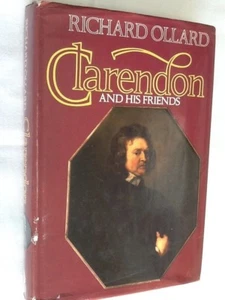 RICHARD OLLARD
Clarendon
AND HIS FRIENDS